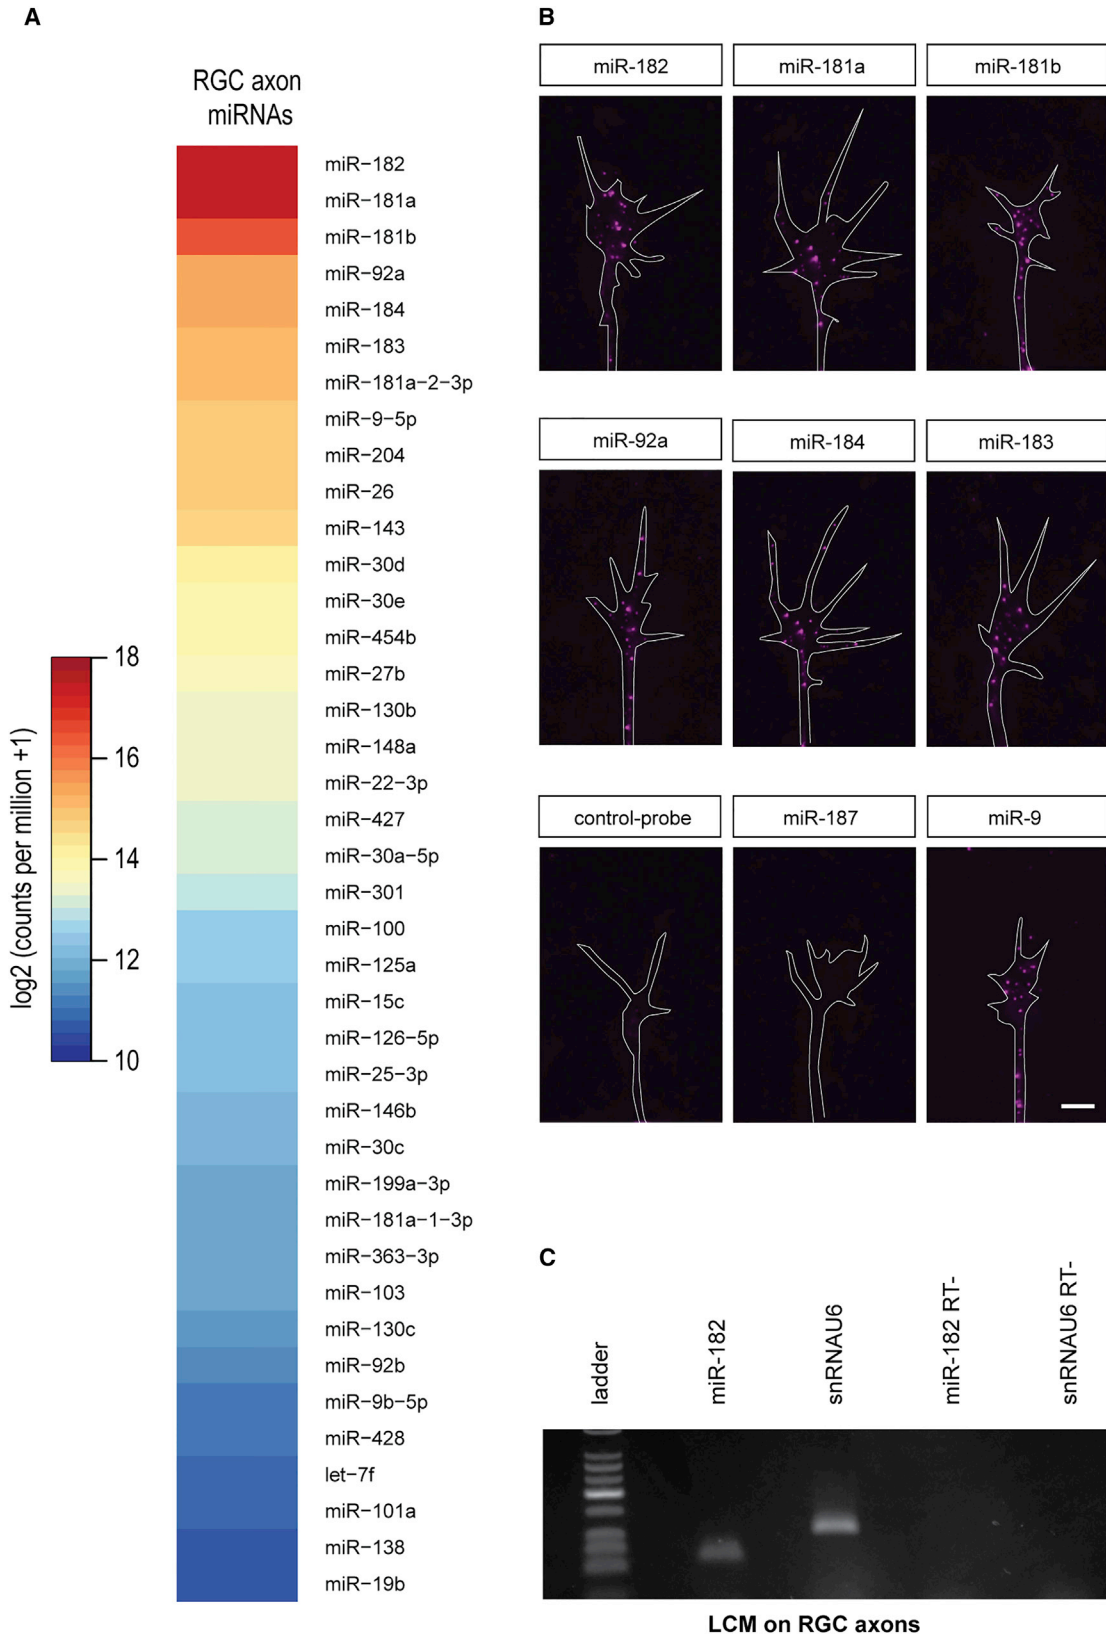 A
RGC axon
miRNAs
miR−182
miR−181a
miR−181b
miR−92a
miR−184
miR−183
miR−181a−2−3p
miR−9−5p
miR−204
miR−26
miR−143
miR−30d
miR−30e
miR−454b
miR−27b
miR−130b
miR−148a
miR−22−3p
miR−427
miR−30a−5p
miR−301
miR−100
miR−125a
miR−15c
miR−126−5p
miR−25−3p
miR−146b
miR−30c
miR−199a−3p
miR−181a−1−3p
miR−363−3p
miR−103
miR−130c
miR−92b
miR−9b−5p
miR−428
let−7f
miR−101a
miR−138
miR−19b
log2 (counts per million +1)
18
16
14
12
10
B
miR-182
miR-181a
miR-181b
miR-92a
miR-184
miR-183
control-probe
miR-187
miR-9
C
ladder
miR-182
snRNAU6
miR-182 RT-
snRNAU6 RT-
LCM on RGC axons